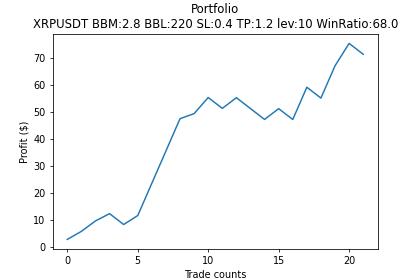 Portfolio
XRPUSDT BBM:2.8 BBL:220 SL:0.4 TP:1.2 lev:10 WinRatio:68.0
70
60
50
40
30
20
10
0
Profit ($)
0 5 10 15 20
Trade counts